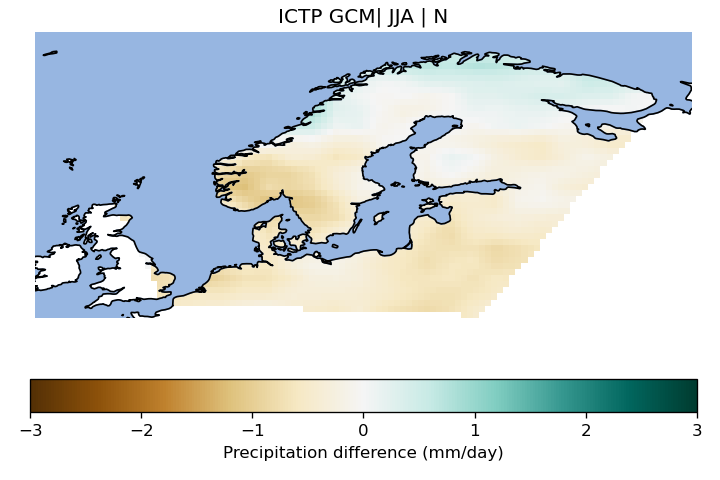 ICTP GCM| JJA | N
−3 −2 −1 0 1 2 3
Precipitation difference (mm/day)